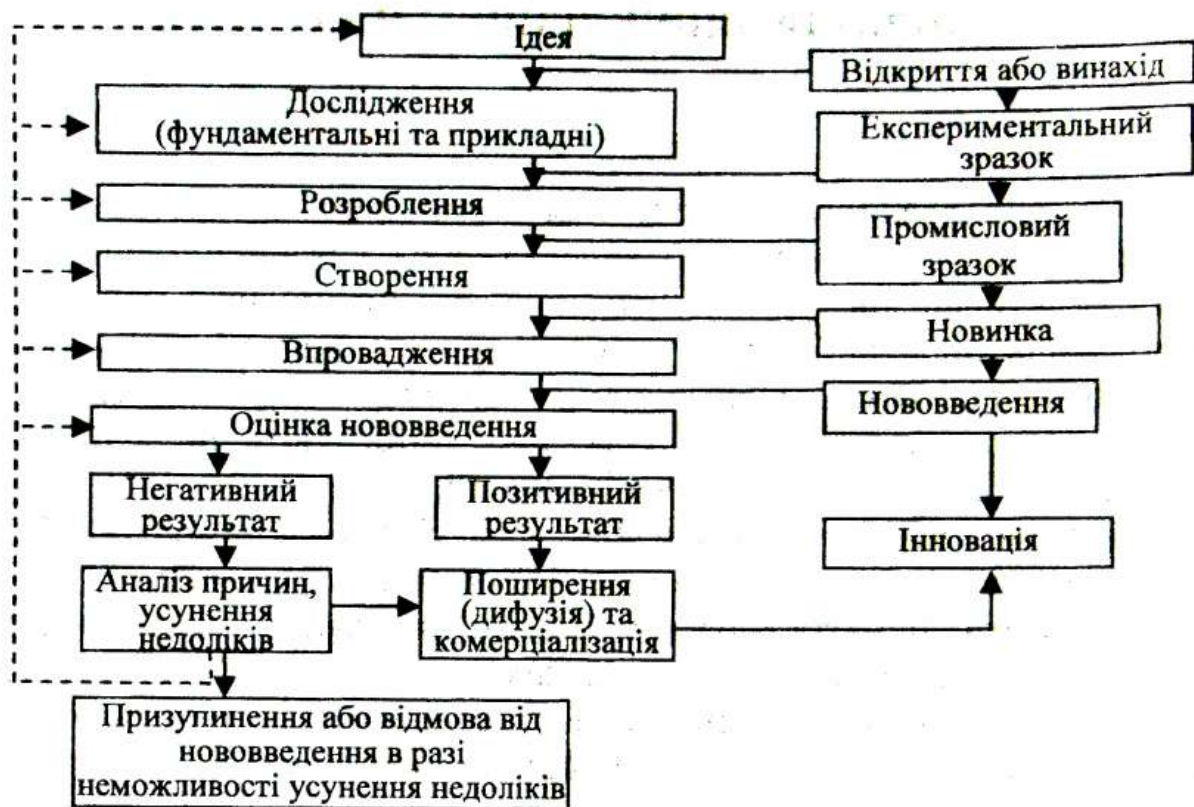 Ідея
Відкриття або винахід
Дослідження
(фундаментальні та прикладні)
Експериментальний
зразок
Розроблення
Промисловий
зразок
Створення
Новинка
Впровадження
Нововведення
Оцінка нововведення
Негативний
результат
Позитивний
результат
Інновація
Аналіз причин,
усунення
недоліків
Поширення
(дифузія) та
комерціалізація
Призупинення або відмова від
нововведення в разі
неможливості усунення недоліків